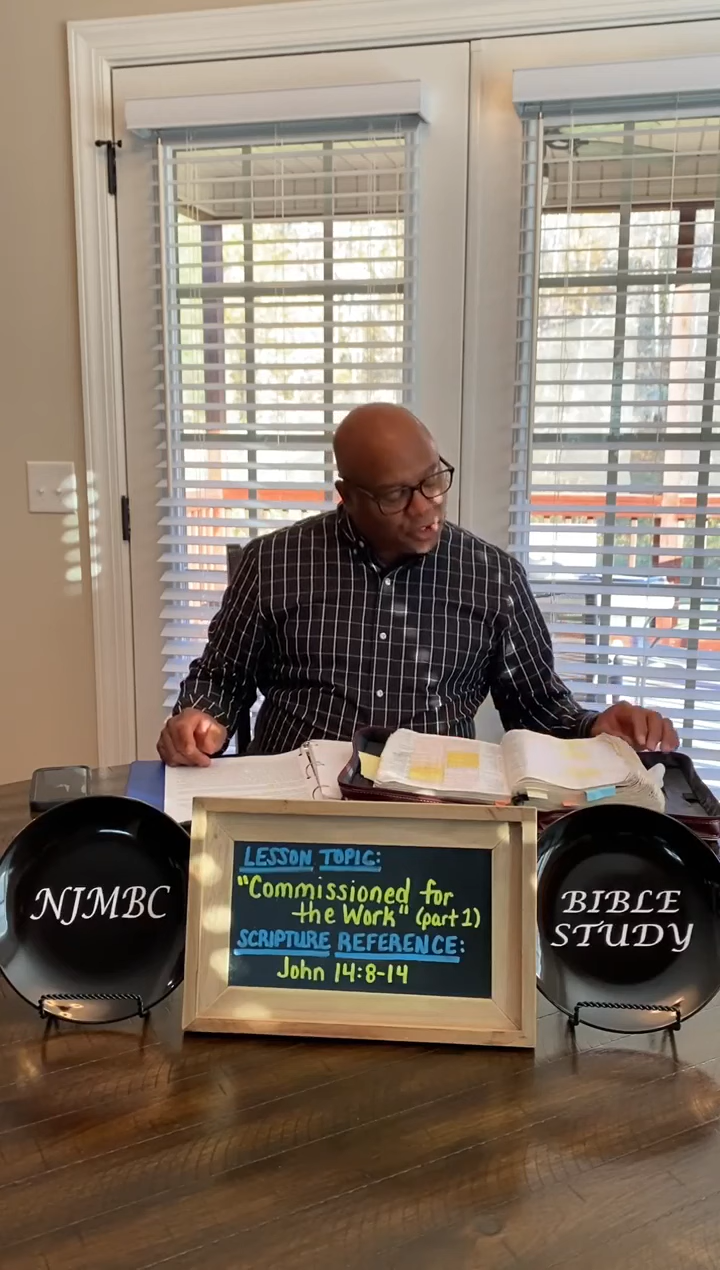 NJMBC
LESSON TOPIC:
"Commissioned for
the Work" (part 1)
SCRIPTURE REFERENCE:
John 14:8-14
BIBLE
STUDY